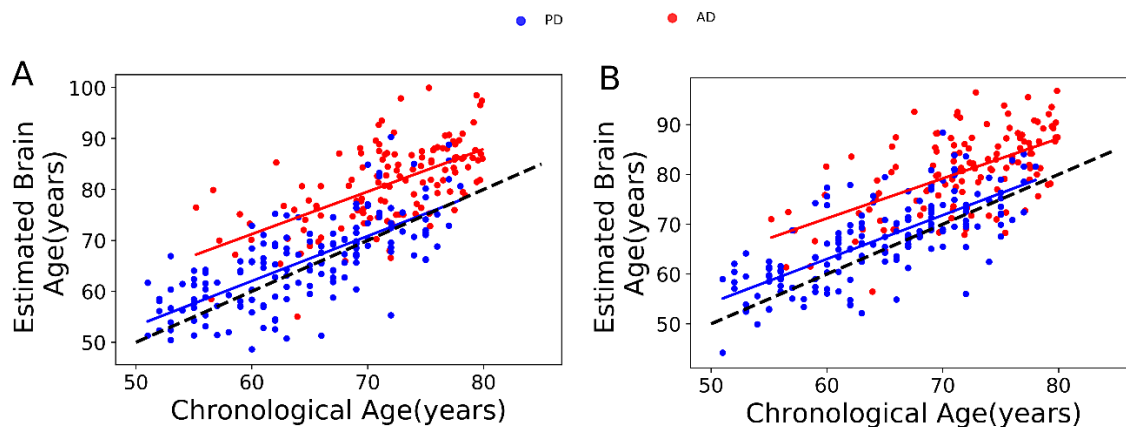 PD AD
A
100
90
80
70
60
50
50 60 70 80
Estimated Brain
Age(years)
Chronological Age(years)
B
90
80
70
60
50
50 60 70 80
Estimated Brain
Age(years)
Chronological Age(years)